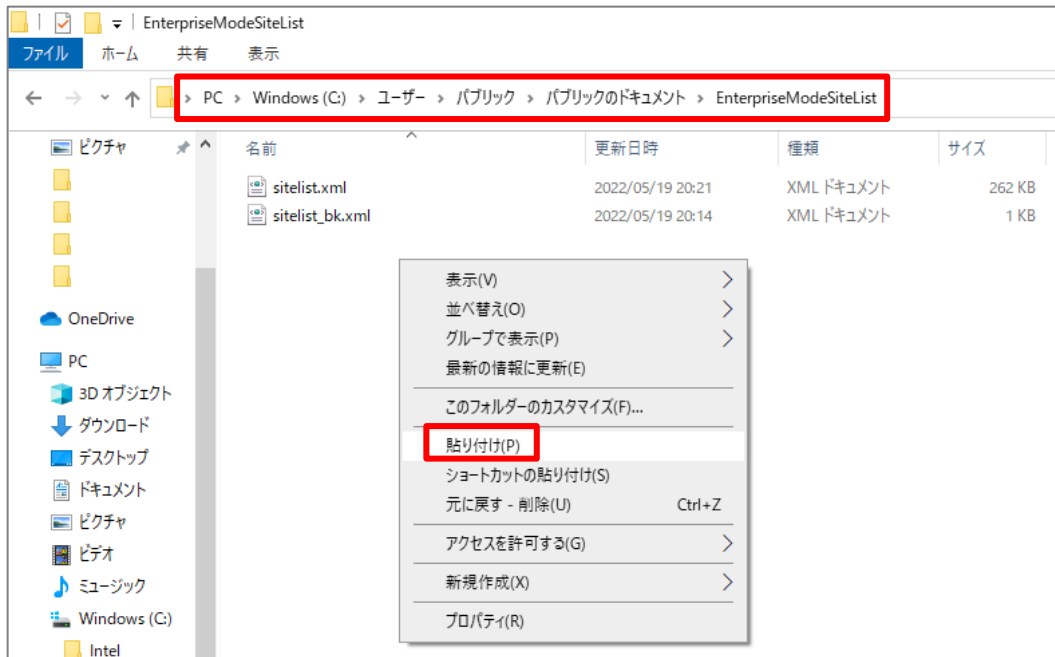 EnterpriseModeSiteList
ファイル ホーム 共有 表示
PC › Windows (C:) › ユーザー › パブリック › パブリックのドキュメント › EnterpriseModeSiteList
ピクチャ
OneDrive
PC
3D オブジェクト
ダウンロード
デスクトップ
ドキュメント
ピクチャ
ビデオ
ミュージック
Windows (C:)
Intel
名前 更新日時 種類 サイズ
sitelist.xml 2022/05/19 20:21 XML ドキュメント 262 KB
sitelist_bk.xml 2022/05/19 20:14 XML ドキュメント 1 KB
表示(V)
並べ替え(O)
グループで表示(P)
最新の情報に更新(E)
このフォルダーのカスタマイズ(F)...
貼り付け(P)
ショートカットの貼り付け(S)
元に戻す - 削除(U) Ctrl+Z
アクセスを許可する(G)
新規作成(X)
プロパティ(R)